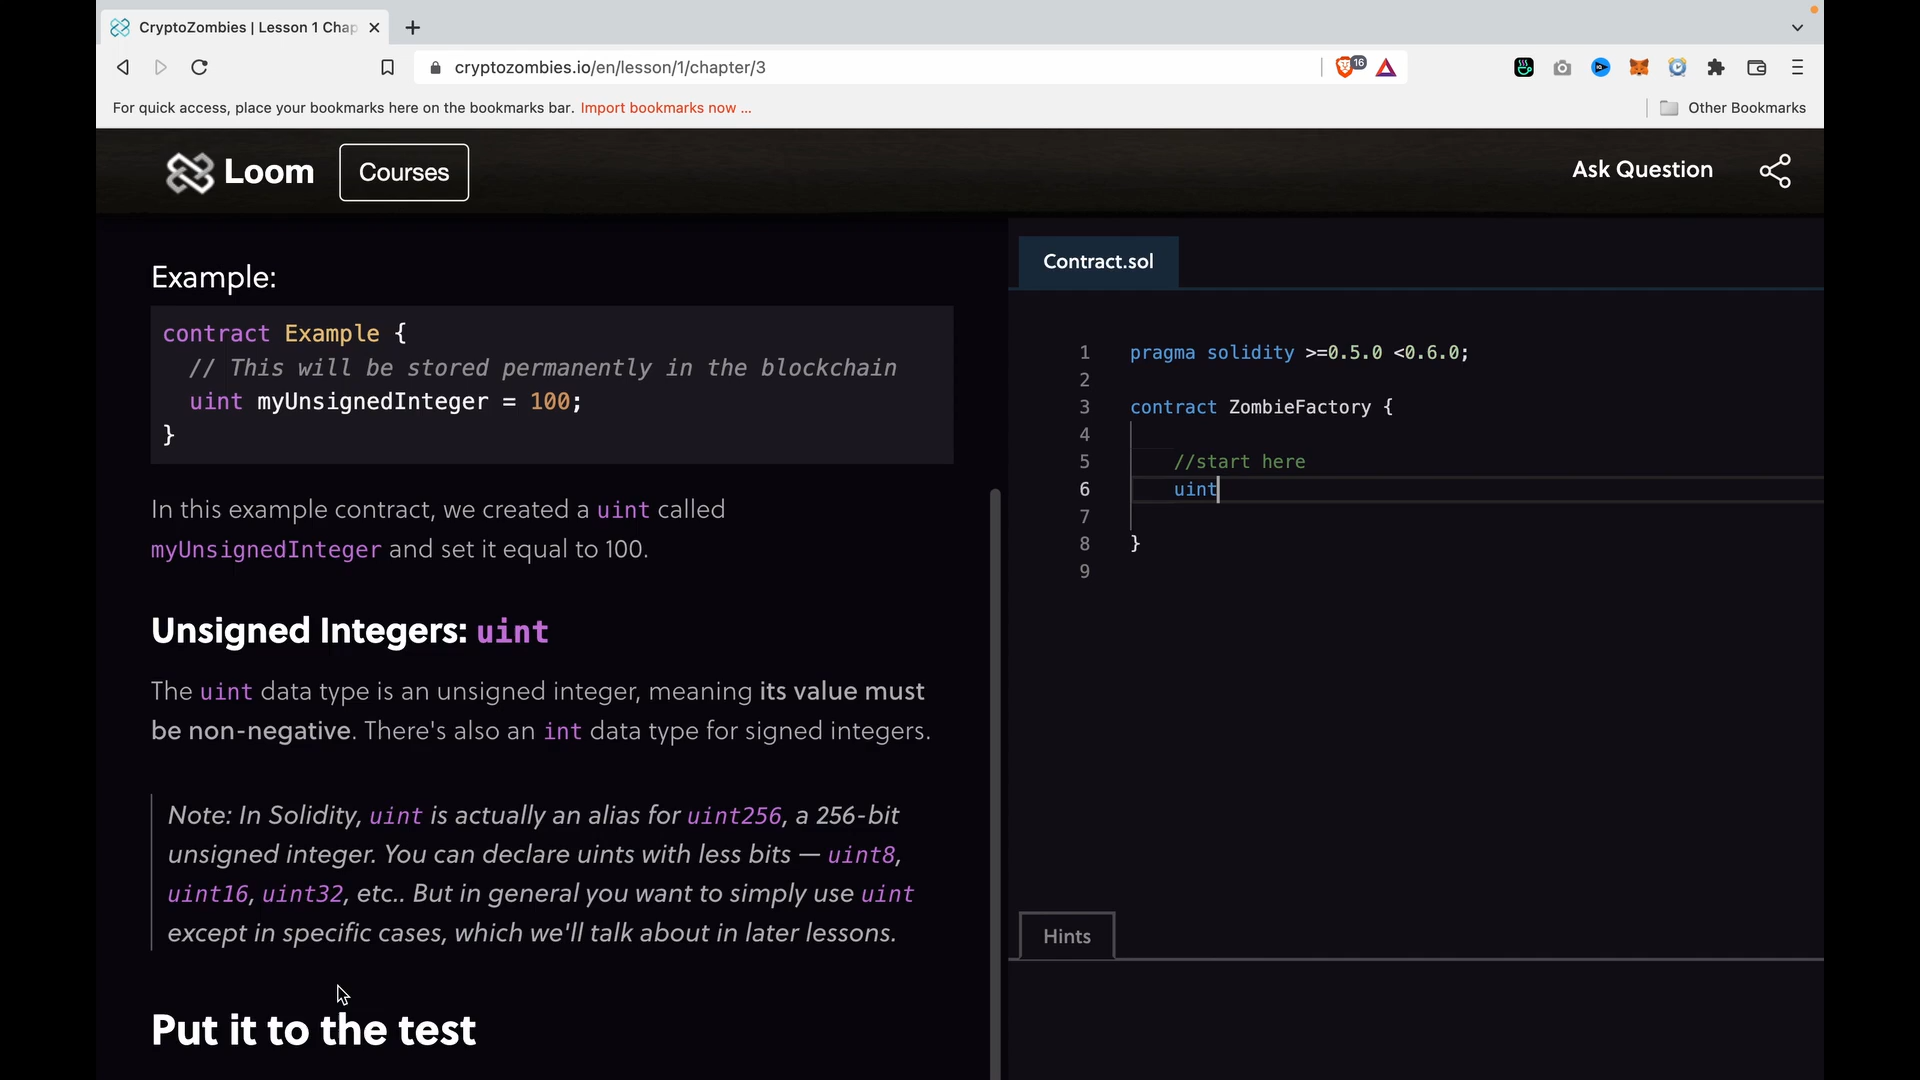 CryptoZombies | Lesson 1 Chap
cryptozombies.io/en/lesson/1/chapter/3
16
For quick access, place your bookmarks here on the bookmarks bar. Import bookmarks now ...
Other Bookmarks
Loom
Courses
Ask Question
Example:
contract Example {
// This will be stored permanently in the blockchain
uint myUnsignedInteger = 100;
}
In this example contract, we created a uint called
myUnsignedInteger and set it equal to 100.
Unsigned Integers: uint
The uint data type is an unsigned integer, meaning its value must
be non-negative. There's also an int data type for signed integers.
Note: In Solidity, uint is actually an alias for uint256, a 256-bit
unsigned integer. You can declare uints with less bits — uint8,
uint16, uint32, etc.. But in general you want to simply use uint
except in specific cases, which we'll talk about in later lessons.
Put it to the test
Contract.sol
1 pragma solidity >=0.5.0 <0.6.0;
2
3 contract ZombieFactory {
4
5 //start here
6 uint
7
8 }
9
Hints